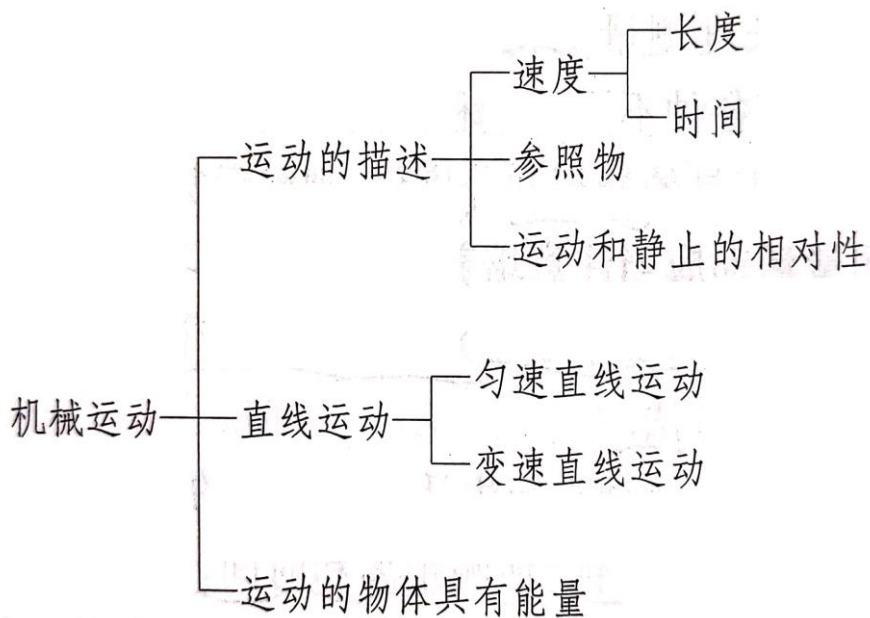 长度
速度
时间
运动的描述
参照物
运动和静止的相对性
匀速直线运动
机械运动
直线运动
变速直线运动
运动的物体具有能量